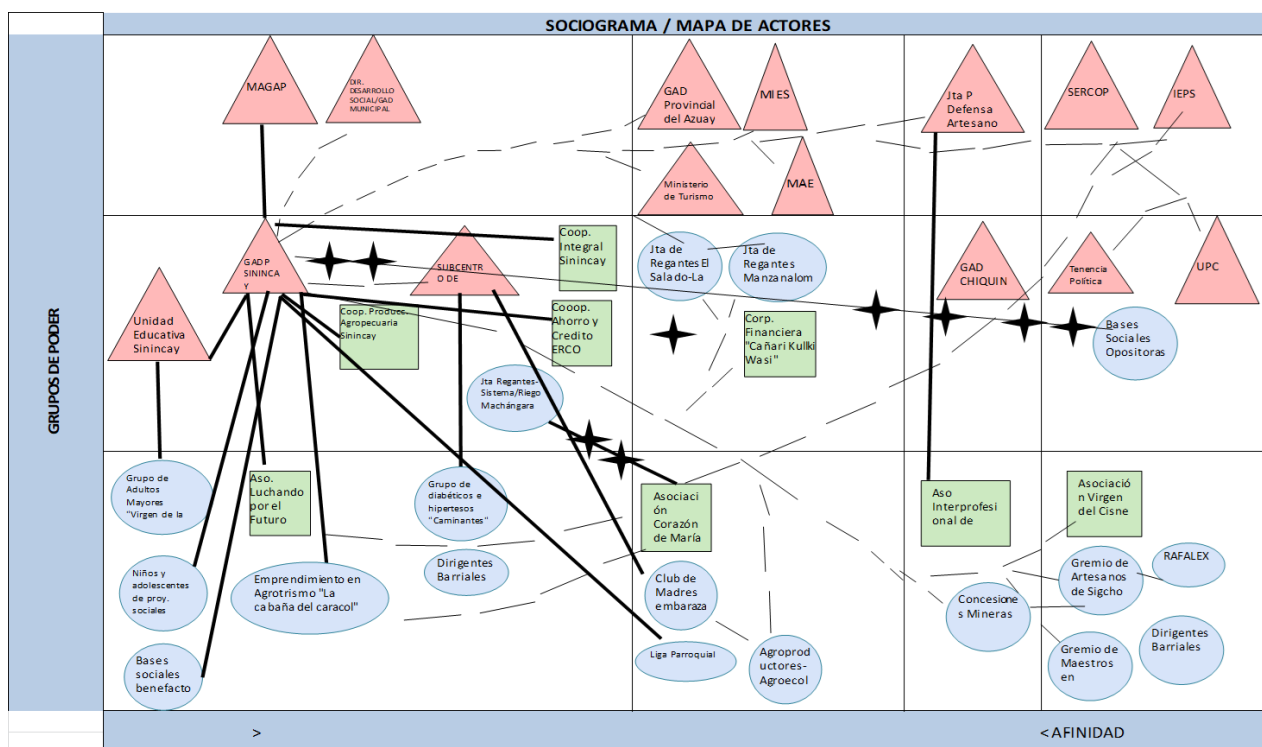 SOCIOGRAMA / MAPA DE ACTORES
GRUPOS DE PODER
MAGAP
DIR.
DESARROLLO
SOCIAL/GAD
MUNICIPAL
GAD
Provincial
del Azuay
MIES
Jta P
Defensa
Artesano
SERCOP
IEPS
Ministerio
de Turismo
MAE
GADP
SININCA
Y
SUBCENTR
O DE
Coop.
Integral
Sinincay
Jta de
Regantes El
Salado-La
Jta de
Regantes
Manzanalom
GAD
CHIQUIN
Tenencia
Política
UPC
Unidad
Educativa
Sinincay
Coop. Producc.
Agropecuaria
Sinincay
Cooop.
Ahorro y
Credito
ERCO
Corp.
Financiera
"Cañari Kullki
Wasi"
Bases
Sociales
Opositoras
Jta Regantes-
Sistema/Riego
Machángara
Grupo de
Adultos
Mayores
"Virgen de la
Aso.
Luchando
por el
Futuro
Grupo de
diabéticos e
hipertesos
"Caminantes"
Asociaci
ón
Corazón
de María
Aso
Interprofesi
onal de
Asociació
n Virgen
del Cisne
Niños y
adolescentes
de proy.
sociales
Emprendimiento en
Agrotrismo "La
cabaña del caracol"
Dirigentes
Barriales
Club de
Madres
embaraza
Concesione
s Mineras
Gremio de
Artesanos
de Sigcho
RAFALEX
Bases
sociales
benefacto
Liga Parroquial
Agroprod
uctores-
Agroecol
Gremio de
Maestros
en
Dirigentes
Barriales
>
< AFINIDAD